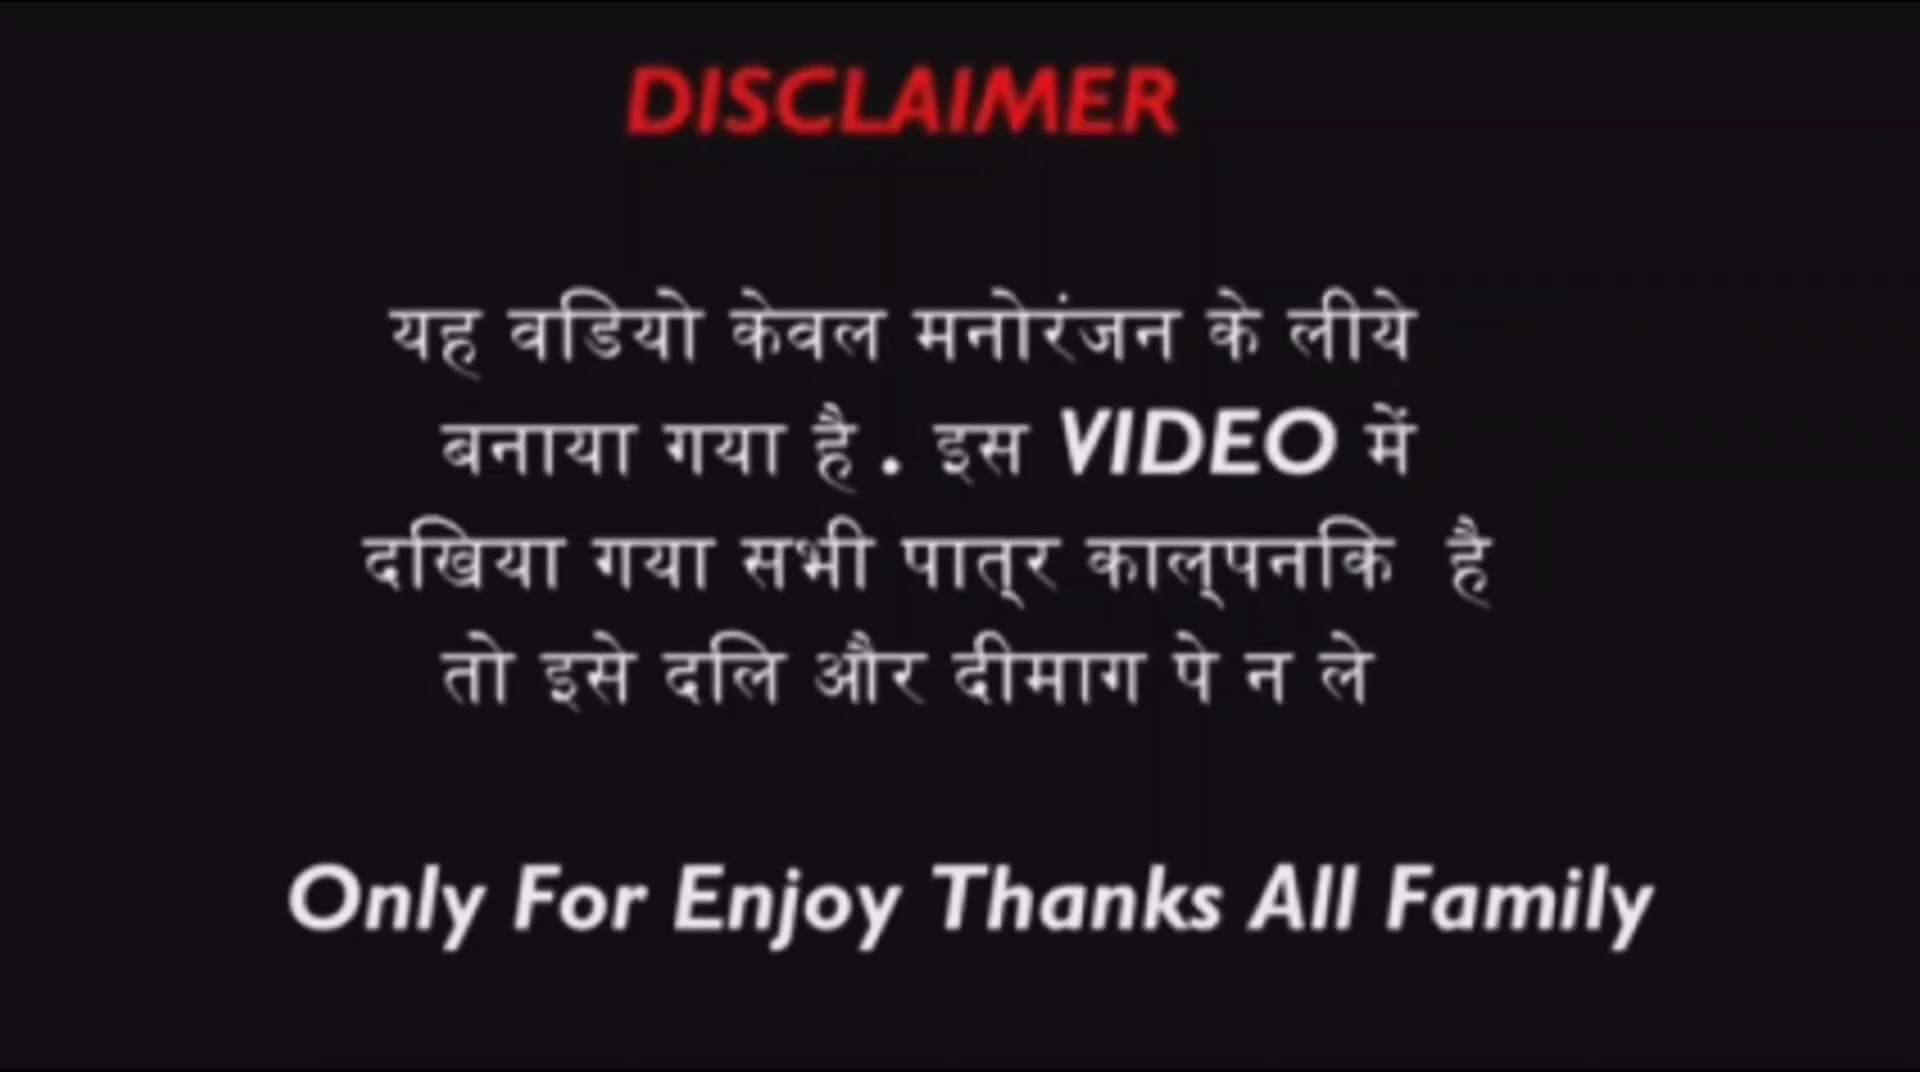 DISCLAIMER
यह वडियो केवल मनोरंजन के लीये
बनाया गया है . इस VIDEO में
दखिया गया सभी पात्र काल्पनकि है
तो इसे दलि और दीमाग पे न ले
Only For Enjoy Thanks All Family